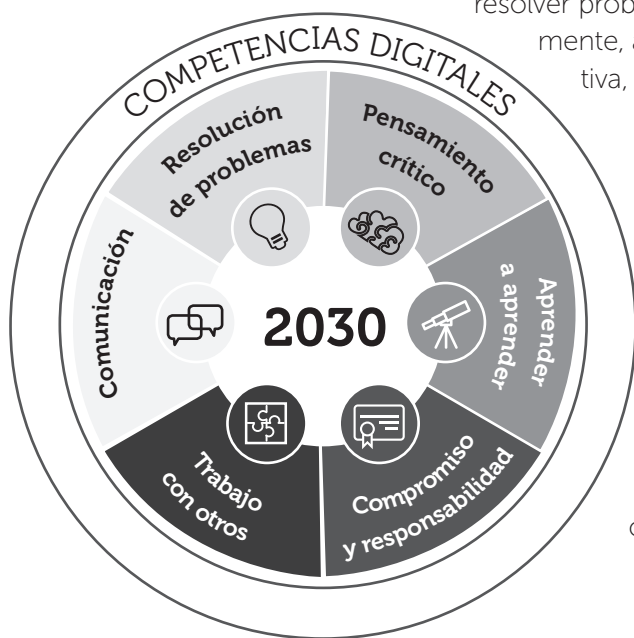 resolver prob
mente, a
tiva,
COMPETENCIAS DIGITALES
Resolución
de problemas
Pensamiento
crítico
Aprender
a aprender
Compromiso
y responsabilidad
Trabajo
con otros
Comunicación
2030